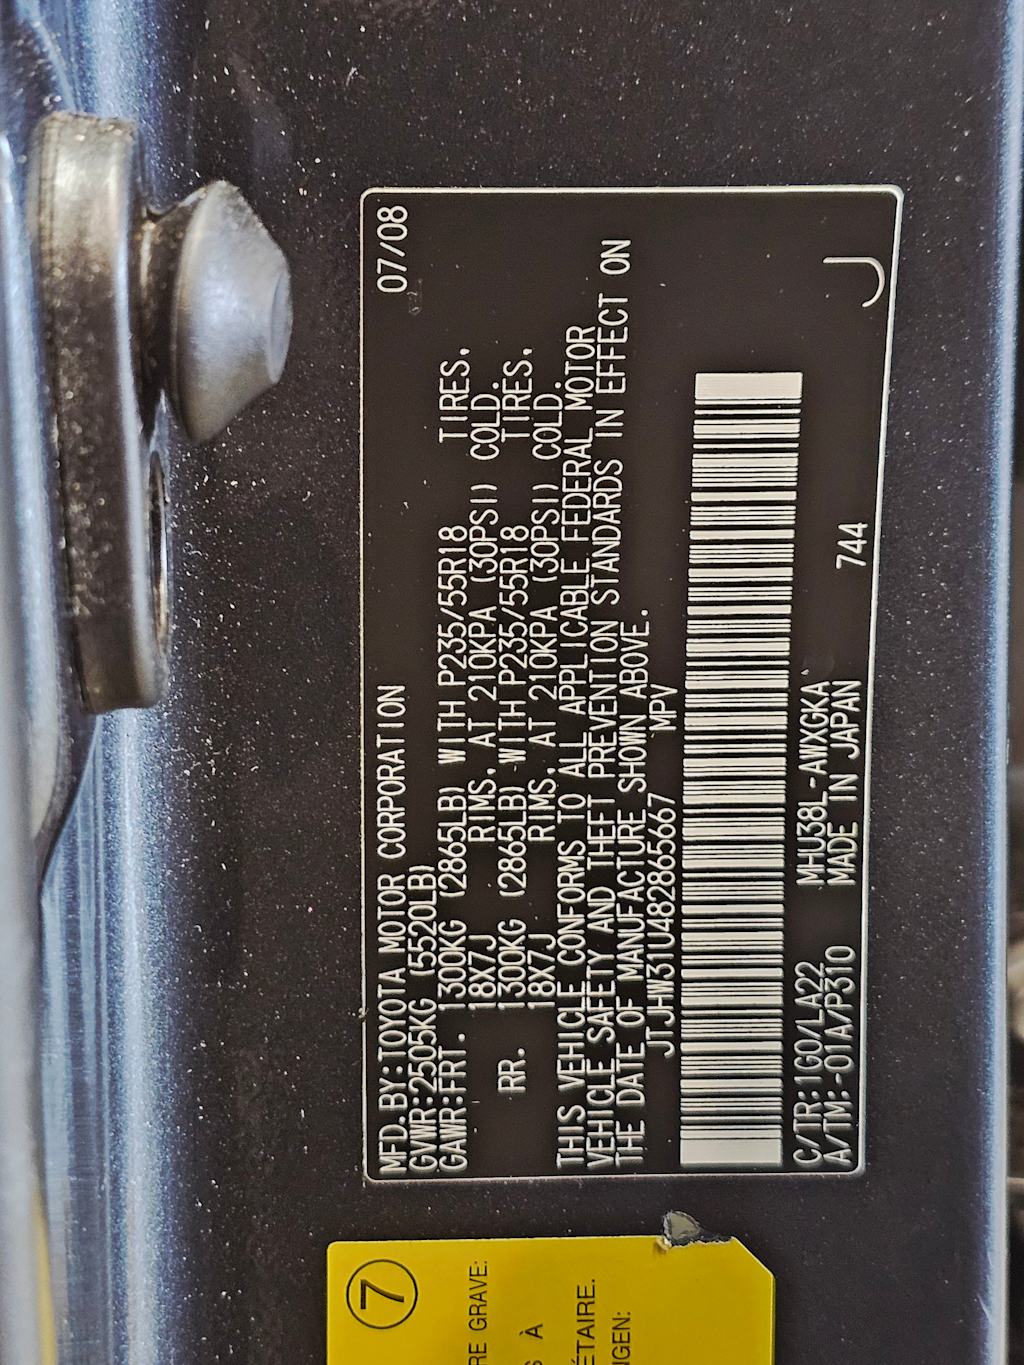 07/08
MFD.BY:TOYOTA MOTOR CORPORATION
GVWR:2505KG (5520LB)
GAWR:FRT. 1300KG (2865LB) WITH P235/55R18 TIRES,
18X7J RIMS, AT 210KPA (30PSI) COLD.
RR. 1300KG (2865LB) WITH P235/55R18 TIRES,
18X7J RIMS, AT 210KPA (30PSI) COLD.
THIS VEHICLE CONFORMS TO ALL APPLICABLE FEDERAL MOTOR
VEHICLE SAFETY AND THEFT PREVENTION STANDARDS IN EFFECT ON
THE DATE OF MANUFACTURE SHOWN ABOVE.
JTJHW31U482865667 MPV
C/TR:1G0/LA22 MHU38L-AWXGKA
A/TM:-01A/P310 MADE IN JAPAN 744
J
7
RE GRAVE:
À
ÉTAIRE.
NGEN: